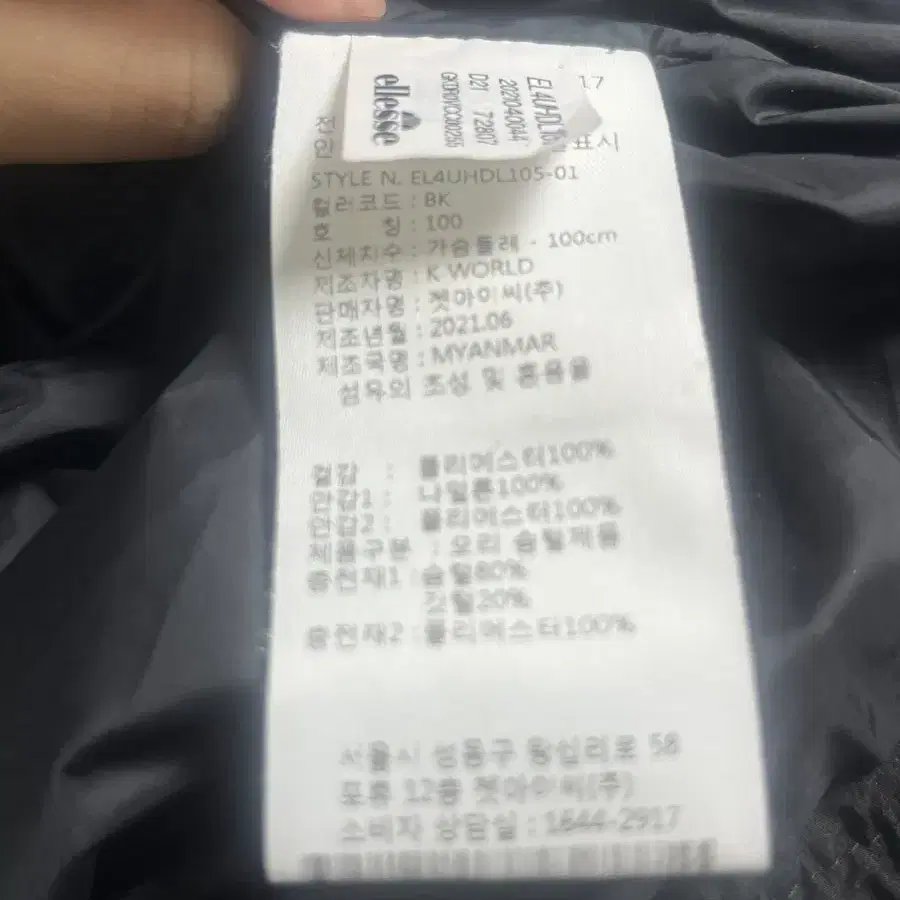 ellesse
EL4UHDL10
202040044
D21 72807
17
표시
STYLE N. EL4UHDL105-01
컬러코드 : BK
호 칭 : 100
신체치수 : 가슴둘레 - 100cm
제조자명 : K WORLD
판매자명 : 젯아이씨(주)
제조년월 : 2021.06
제조국명 : MYANMAR
섬유의 조성 및 혼용율
겉감 : 폴리에스터100%
안감1 : 나일론100%
안감2 : 폴리에스터100%
제품구분 : 오리 솜털제품
충전재1 : 솜털80%
깃털20%
충전재2 : 폴리에스터100%
서울시 성동구 왕십리로 58
포휴 12층 젯아이씨(주)
소비자 상담실 : 1644-2917